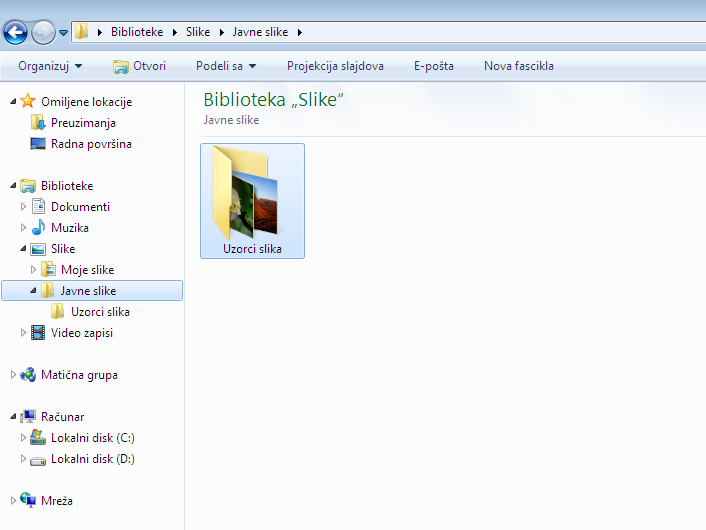 Biblioteke Slike Javne slike
Organizuj Otvori Podeli sa Projekcija slajdova E-pošta Nova fascikla
Omiljene lokacije
Preuzimanja
Radna površina
Biblioteke
Dokumenti
Muzika
Slike
Moje slike
Javne slike
Uzorci slika
Video zapisi
Matična grupa
Računar
Lokalni disk (C:)
Lokalni disk (D:)
Mreža
Biblioteka „Slike“
Javne slike
Uzorci slika